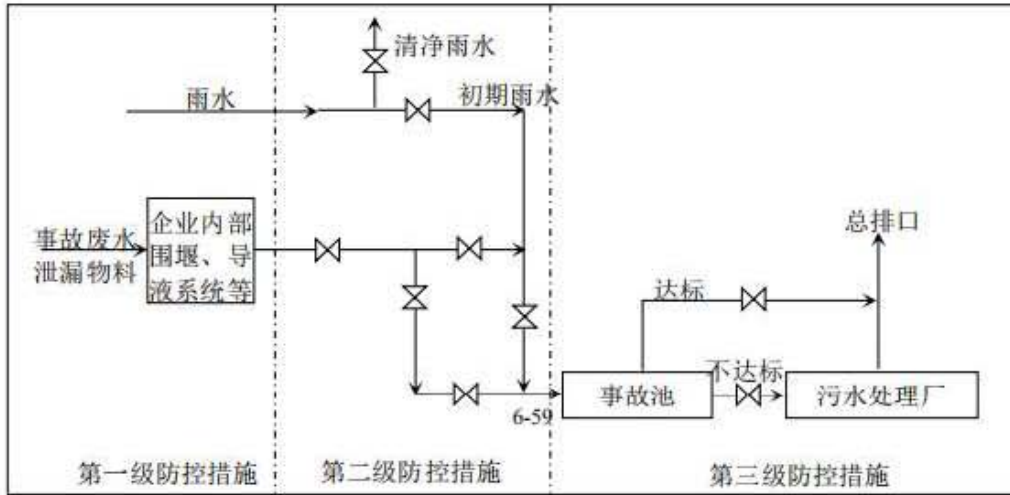 清净雨水
雨水
初期雨水
事故废水
泄漏物料
企业内部
围堰、导
液系统等
总排口
达标
不达标
事故池
污水处理厂
6-59
第一级防控措施
第二级防控措施
第三级防控措施